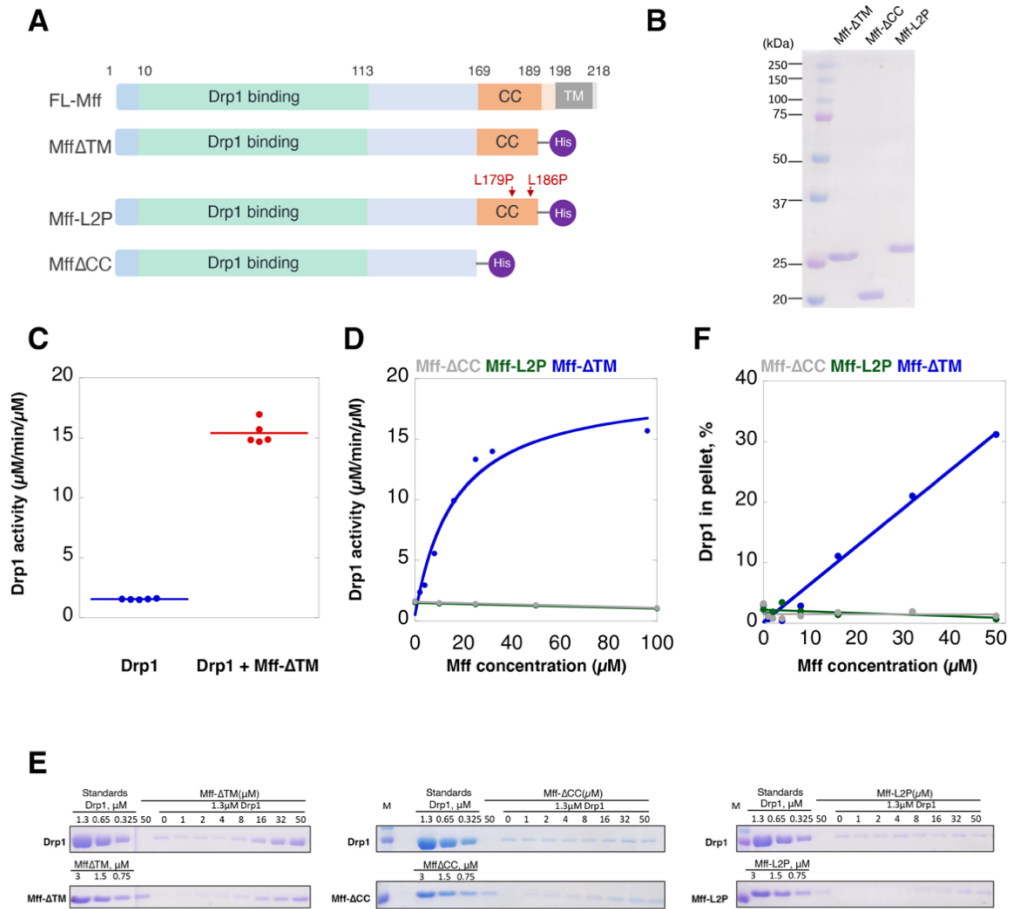 A
1 10 113 169 189 198 218
FL-Mff Drp1 binding CC TM
MffΔTM Drp1 binding CC His
L179P L186P
Mff-L2P Drp1 binding CC His
MffΔCC Drp1 binding His
B
Mff-ΔTM Mff-ΔCC Mff-L2P
(kDa)
250
150
100
75
50
37
25
20
C
Drp1 activity (µM/min/µM)
20
15
10
5
0
Drp1 Drp1 + Mff-ΔTM
D
Mff-ΔCC Mff-L2P Mff-ΔTM
Drp1 activity (µM/min/µM)
20
15
10
5
0
0 20 40 60 80 100
Mff concentration (µM)
F
Mff-ΔCC Mff-L2P Mff-ΔTM
Drp1 in pellet, %
40
30
20
10
0
0 10 20 30 40 50
Mff concentration (µM)
E
Standards Mff-ΔTM(µM)
Drp1, µM 1.3µM Drp1
1.3 0.65 0.325 50 0 1 2 4 8 16 32 50
Drp1
MffΔTM, µM
3 1.5 0.75
Mff-ΔTM
Standards Mff-ΔCC(µM)
M Drp1, µM 1.3µM Drp1
1.3 0.65 0.325 50 0 1 2 4 8 16 32 50
Drp1
MffΔCC, µM
3 1.5 0.75
Mff-ΔCC
Standards Mff-L2P(µM)
M Drp1, µM 1.3µM Drp1
1.3 0.65 0.325 50 0 1 2 4 8 16 32 50
Drp1
Mff-L2P, µM
3 1.5 0.75
Mff-L2P